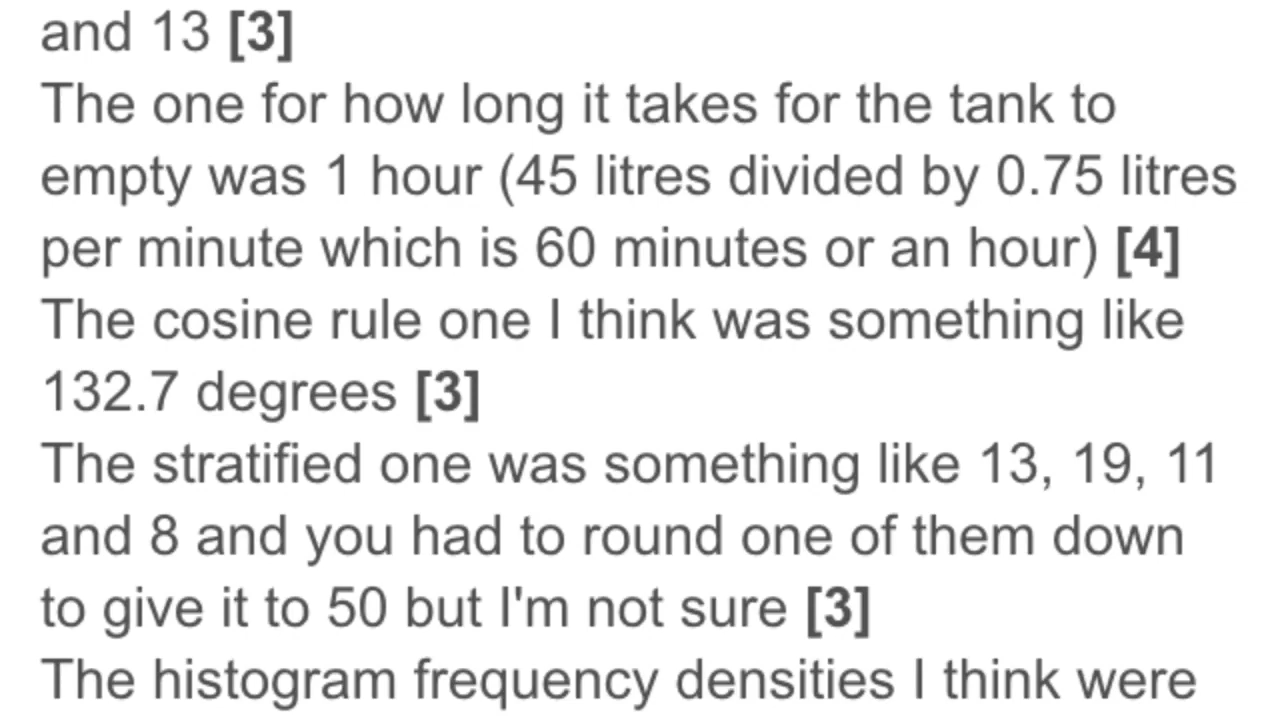 and 13 [3]
The one for how long it takes for the tank to
empty was 1 hour (45 litres divided by 0.75 litres
per minute which is 60 minutes or an hour) [4]
The cosine rule one I think was something like
132.7 degrees [3]
The stratified one was something like 13, 19, 11
and 8 and you had to round one of them down
to give it to 50 but I'm not sure [3]
The histogram frequency densities I think were